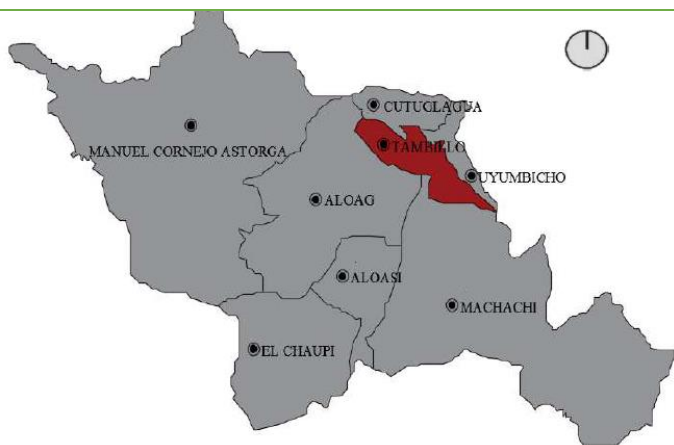 CUTUGLAGUA
MANUEL CORNEJO ASTORGA
TAMBILLO
UYUMBICHO
ALOAG
ALOASI
MACHACHI
EL CHAUPI